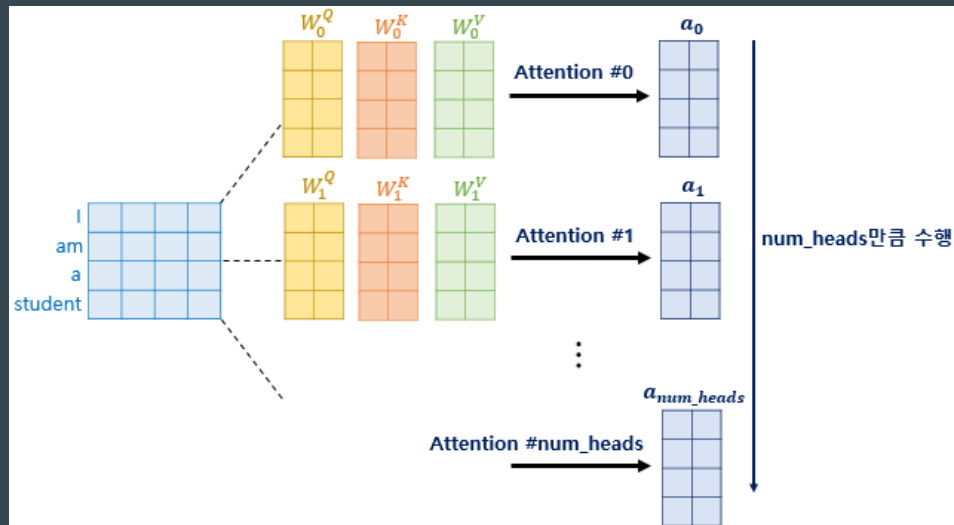 W_0^Q W_0^K W_0^V
a_0
Attention #0
W_1^Q W_1^K W_1^V
a_1
Attention #1
I
am
a
student
num_heads만큼 수행
⋮
a_num_heads
Attention #num_heads